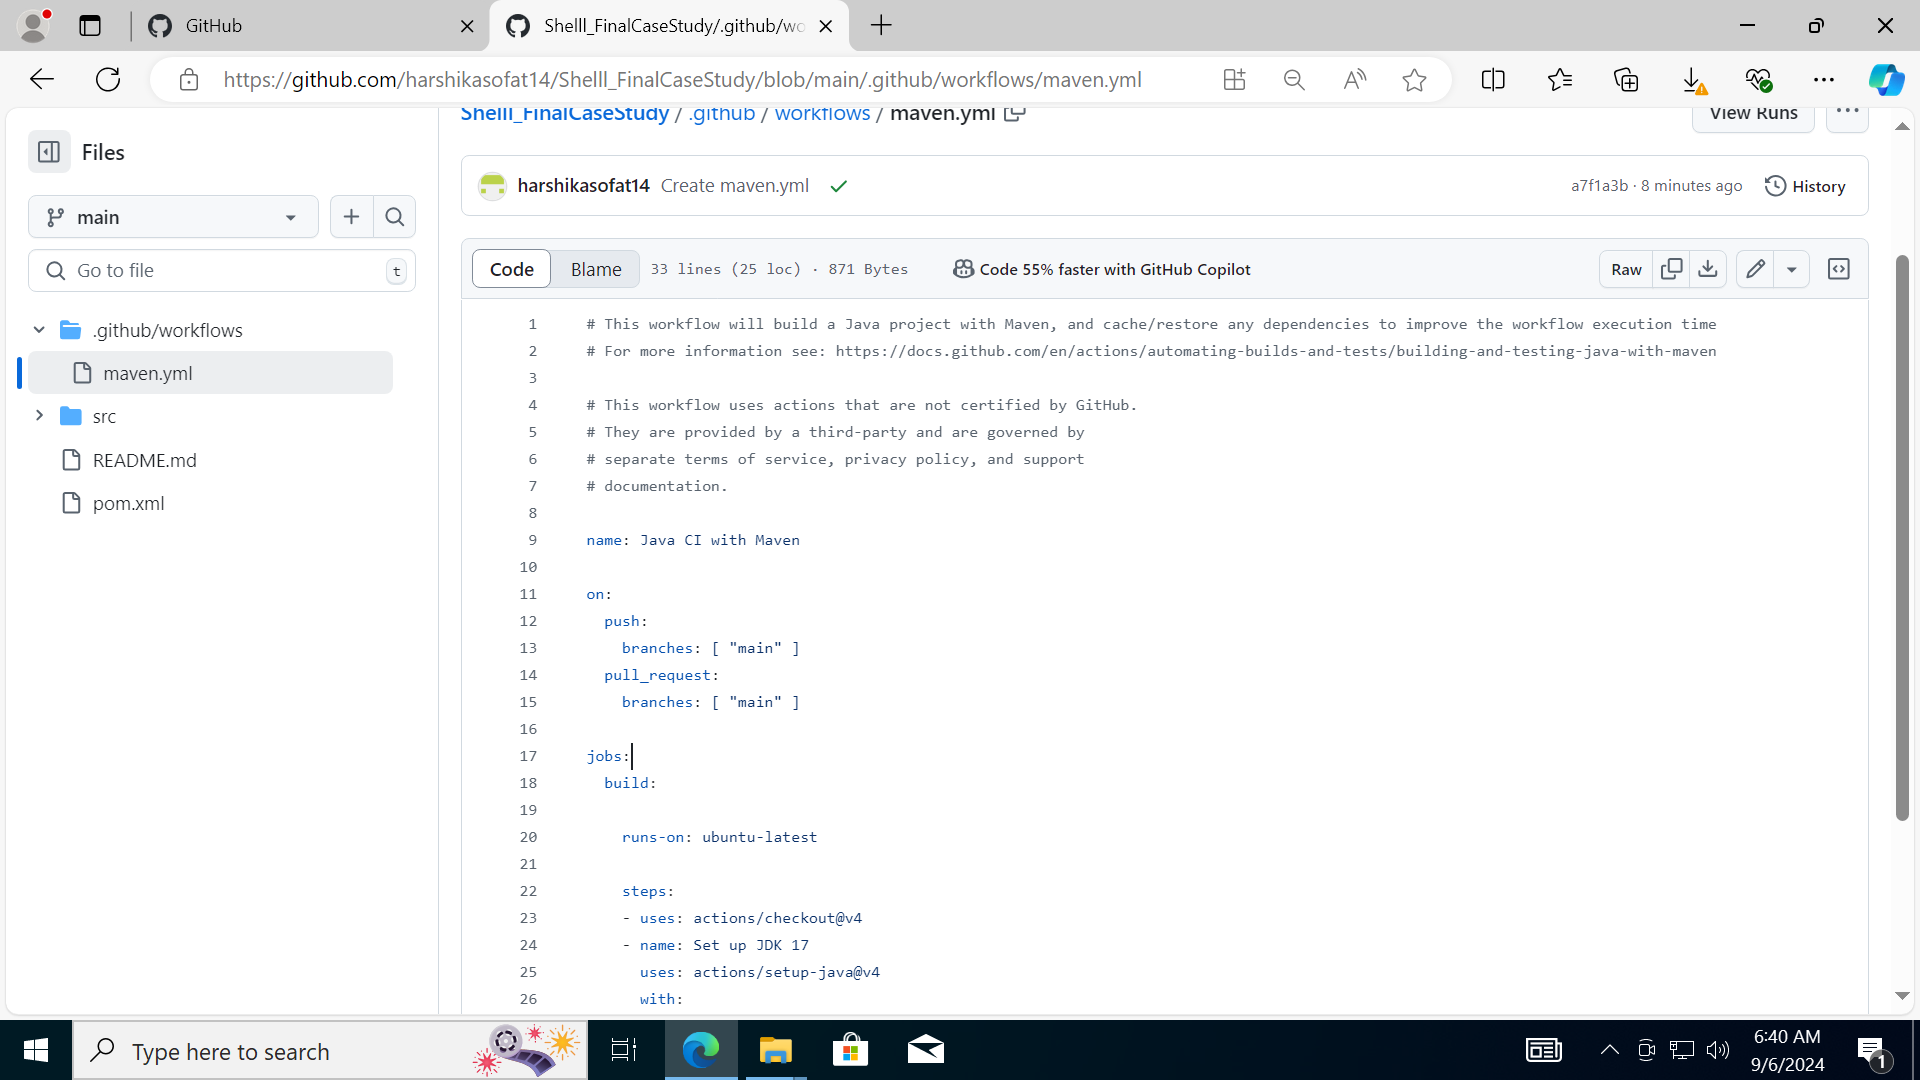 GitHub
Shelll_FinalCaseStudy/.github/wo
https://github.com/harshikasofat14/Shelll_FinalCaseStudy/blob/main/.github/workflows/maven.yml
Files
main
Go to file
t
.github/workflows
maven.yml
src
README.md
pom.xml
Shelll_FinalCaseStudy / .github / workflows / maven.yml
View Runs
harshikasofat14 Create maven.yml
a7f1a3b · 8 minutes ago
History
Code
Blame
33 lines (25 loc) · 871 Bytes
Code 55% faster with GitHub Copilot
Raw
1 # This workflow will build a Java project with Maven, and cache/restore any dependencies to improve the workflow execution time
2 # For more information see: https://docs.github.com/en/actions/automating-builds-and-tests/building-and-testing-java-with-maven
3
4 # This workflow uses actions that are not certified by GitHub.
5 # They are provided by a third-party and are governed by
6 # separate terms of service, privacy policy, and support
7 # documentation.
8
9 name: Java CI with Maven
10
11 on:
12 push:
13 branches: [ "main" ]
14 pull_request:
15 branches: [ "main" ]
16
17 jobs:
18 build:
19
20 runs-on: ubuntu-latest
21
22 steps:
23 - uses: actions/checkout@v4
24 - name: Set up JDK 17
25 uses: actions/setup-java@v4
26 with:
Type here to search
6:40 AM
9/6/2024
1